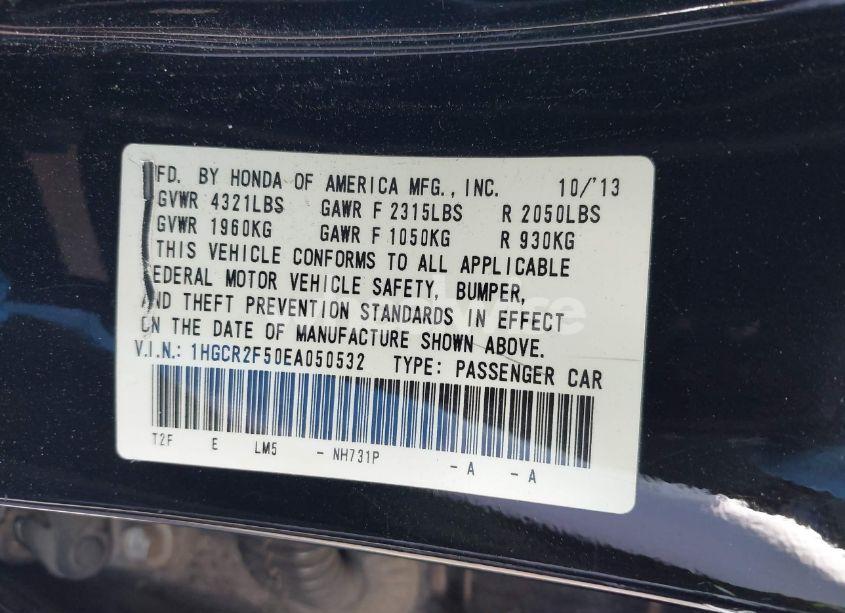 FD. BY HONDA OF AMERICA MFG., INC. 10/'13
GVWR 4321LBS GAWR F 2315LBS R 2050LBS
GVWR 1960KG GAWR F 1050KG R 930KG
THIS VEHICLE CONFORMS TO ALL APPLICABLE
EDERAL MOTOR VEHICLE SAFETY, BUMPER,
AND THEFT PREVENTION STANDARDS IN EFFECT
ON THE DATE OF MANUFACTURE SHOWN ABOVE.
V.I.N.: 1HGCR2F50EA050532 TYPE: PASSENGER CAR
T2F E LM5 - NH731P - A - A